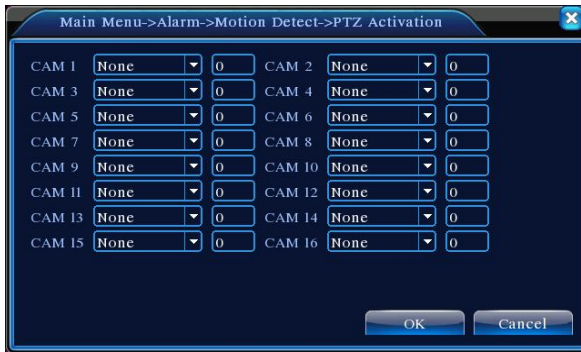 Main Menu->Alarm->Motion Detect->PTZ Activation
CAM 1 None 0 CAM 2 None 0
CAM 3 None 0 CAM 4 None 0
CAM 5 None 0 CAM 6 None 0
CAM 7 None 0 CAM 8 None 0
CAM 9 None 0 CAM 10 None 0
CAM 11 None 0 CAM 12 None 0
CAM 13 None 0 CAM 14 None 0
CAM 15 None 0 CAM 16 None 0
OK Cancel